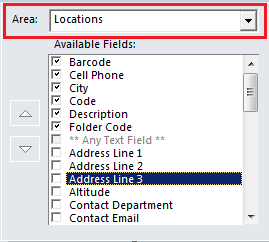 Area: Locations
Available Fields:
Barcode
Cell Phone
City
Code
Description
Folder Code
** Any Text Field **
Address Line 1
Address Line 2
Address Line 3
Altitude
Contact Department
Contact Email